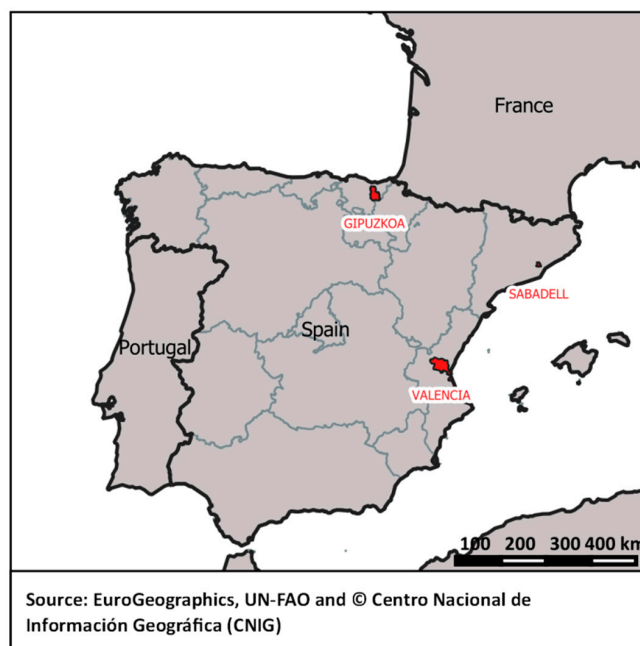 France
GIPUZKOA
SABADELL
Spain
Portugal
VALENCIA
100 200 300 400 km
Source: EuroGeographics, UN-FAO and © Centro Nacional de
Información Geográfica (CNIG)